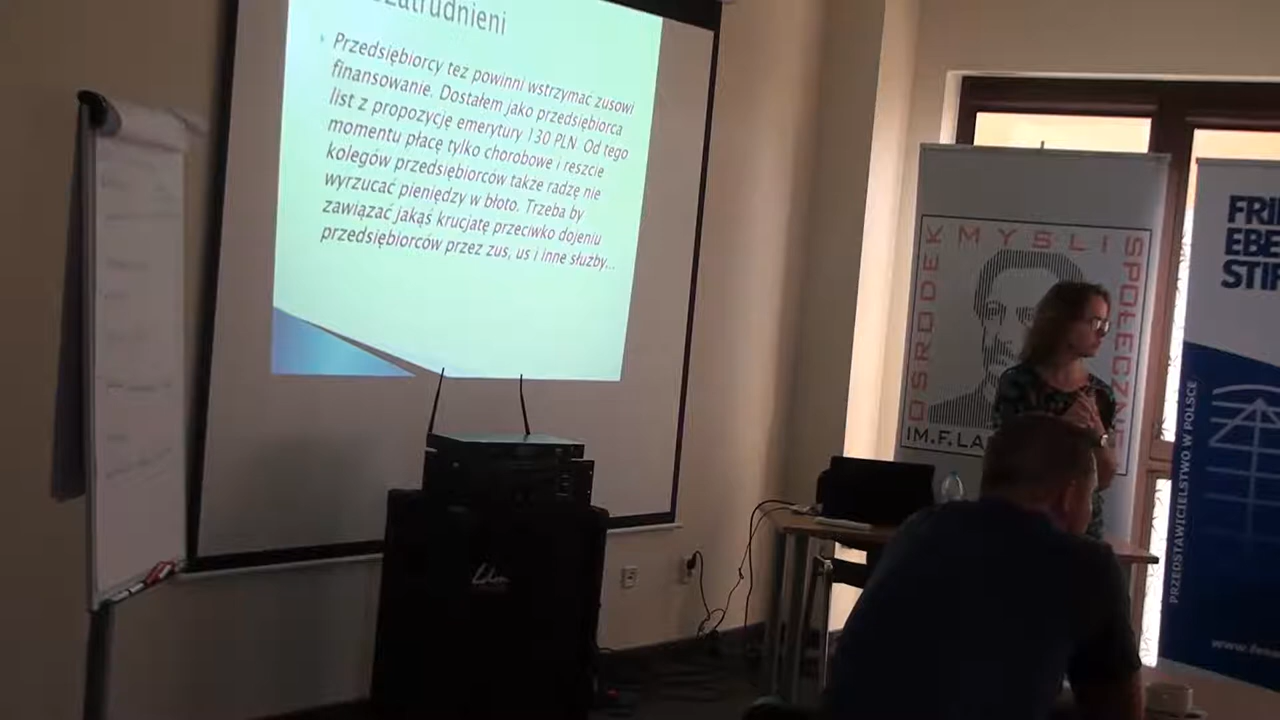 Przedsiębiorcy też powinni wstrzymać zusowi
finansowanie. Dostałem jako przedsiębiorca
list z propozycję emerytury 130 PLN. Od tego
momentu płacę tylko chorobowe i reszcie
kolegów przedsiębiorców także radzę nie
wyrzucać pieniędzy w błoto. Trzeba by
zawiązać jakąś krucjatę przeciwko dojeniu
przedsiębiorców przez zus, us i inne służby...
ldm
OŚRODEK
MYŚLI
SPOŁECZNEJ
IM. F. LA
FRI
EBE
STIF
PRZEDSTAWICIELSTWO W POLSCE